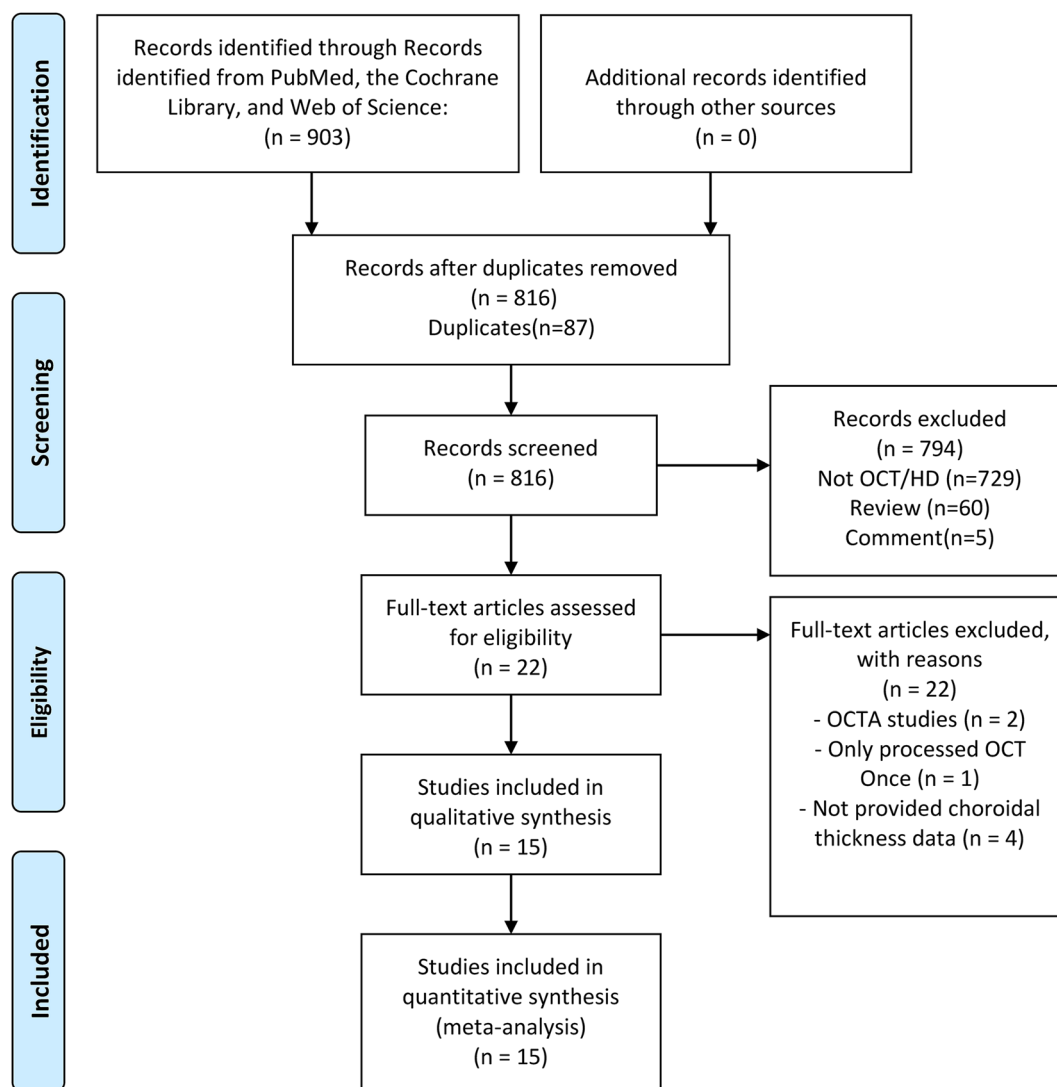 Identification
Records identified through Records
identified from PubMed, the Cochrane
Library, and Web of Science:
(n = 903)
Additional records identified
through other sources
(n = 0)
Records after duplicates removed
(n = 816)
Duplicates(n=87)
Screening
Records screened
(n = 816)
Records excluded
(n = 794)
Not OCT/HD (n=729)
Review (n=60)
Comment(n=5)
Eligibility
Full-text articles assessed
for eligibility
(n = 22)
Full-text articles excluded,
with reasons
(n = 22)
- OCTA studies (n = 2)
- Only processed OCT
Once (n = 1)
- Not provided choroidal
thickness data (n = 4)
Studies included in
qualitative synthesis
(n = 15)
Included
Studies included in
quantitative synthesis
(meta-analysis)
(n = 15)